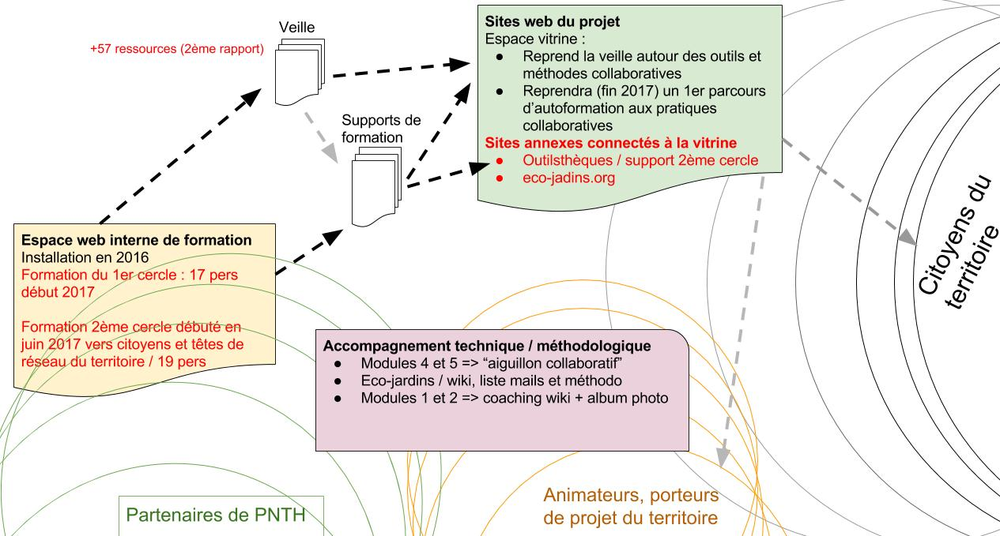 Veille
+57 ressources (2ème rapport)
Supports de
formation
Sites web du projet
Espace vitrine :
● Reprend la veille autour des outils et
méthodes collaboratives
● Reprendra (fin 2017) un 1er parcours
d’autoformation aux pratiques
collaboratives
Sites annexes connectés à la vitrine
● Outilsthèques / support 2ème cercle
● eco-jadins.org
Citoyens du
territoire
Espace web interne de formation
Installation en 2016
Formation du 1er cercle : 17 pers
début 2017
Formation 2ème cercle débuté en
juin 2017 vers citoyens et têtes de
réseau du territoire / 19 pers
Accompagnement technique / méthodologique
● Modules 4 et 5 => “aiguillon collaboratif”
● Eco-jardins / wiki, liste mails et méthodo
● Modules 1 et 2 => coaching wiki + album photo
Partenaires de PNTH
Animateurs, porteurs
de projet du territoire